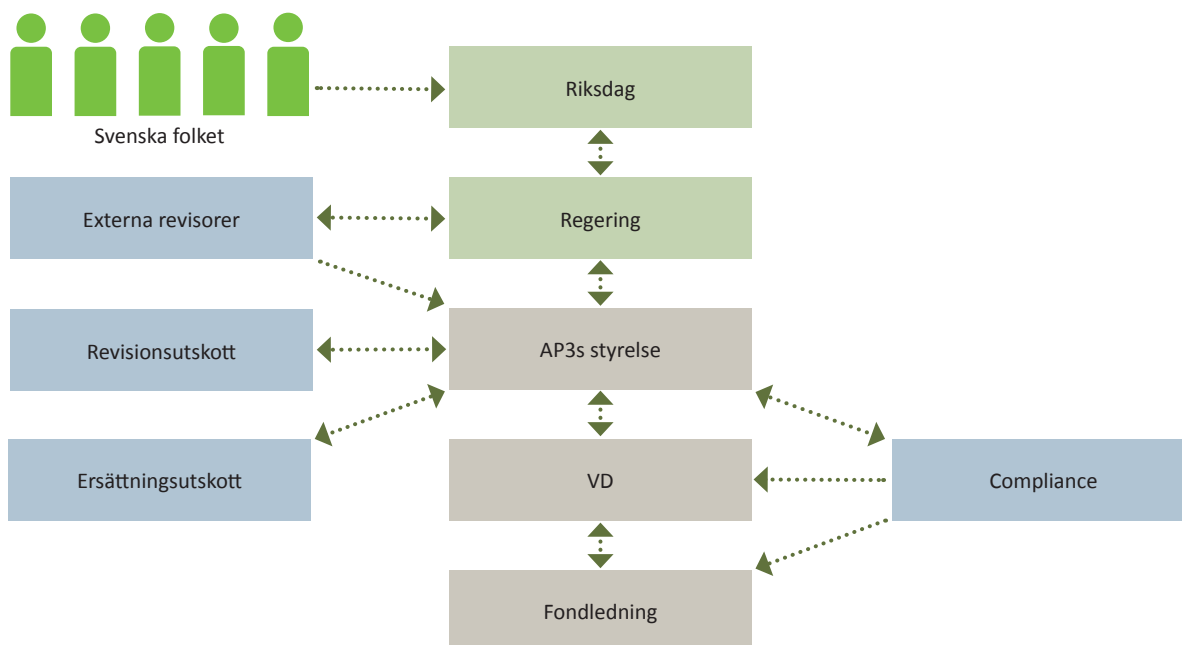 Riksdag
Svenska folket
Externa revisorer
Regering
Revisionsutskott
AP3s styrelse
Ersättningsutskott
VD
Compliance
Fondledning